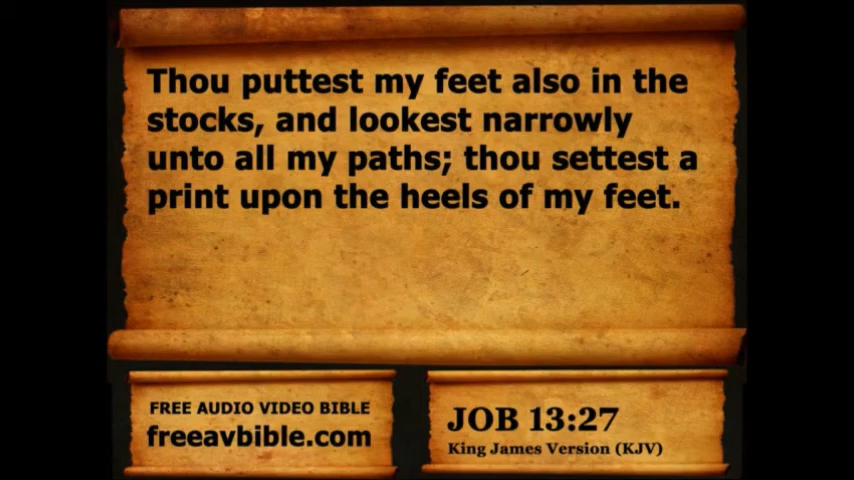 Thou puttest my feet also in the
stocks, and lookest narrowly
unto all my paths; thou settest a
print upon the heels of my feet.
FREE AUDIO VIDEO BIBLE
freeavbible.com
JOB 13:27
King James Version (KJV)